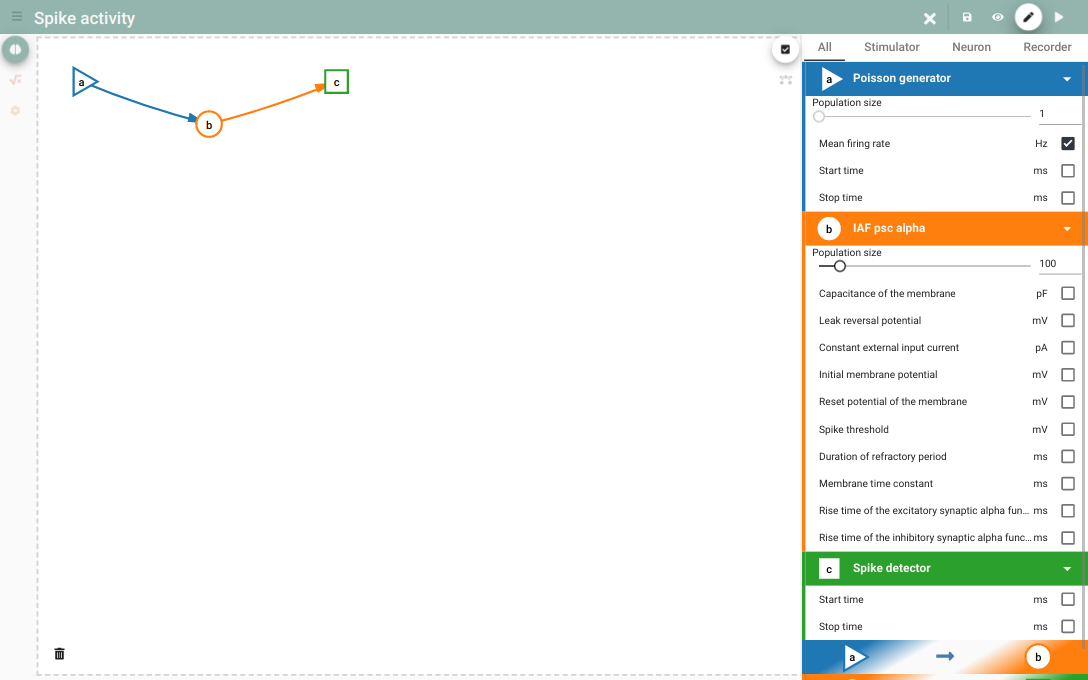 Spike activity
All Stimulator Neuron Recorder
a Poisson generator
Population size
1
Mean firing rate Hz
Start time ms
Stop time ms
b IAF psc alpha
Population size
100
Capacitance of the membrane pF
Leak reversal potential mV
Constant external input current pA
Initial membrane potential mV
Reset potential of the membrane mV
Spike threshold mV
Duration of refractory period ms
Membrane time constant ms
Rise time of the excitatory synaptic alpha fun... ms
Rise time of the inhibitory synaptic alpha func... ms
c Spike detector
Start time ms
Stop time ms
a b
a
b
c